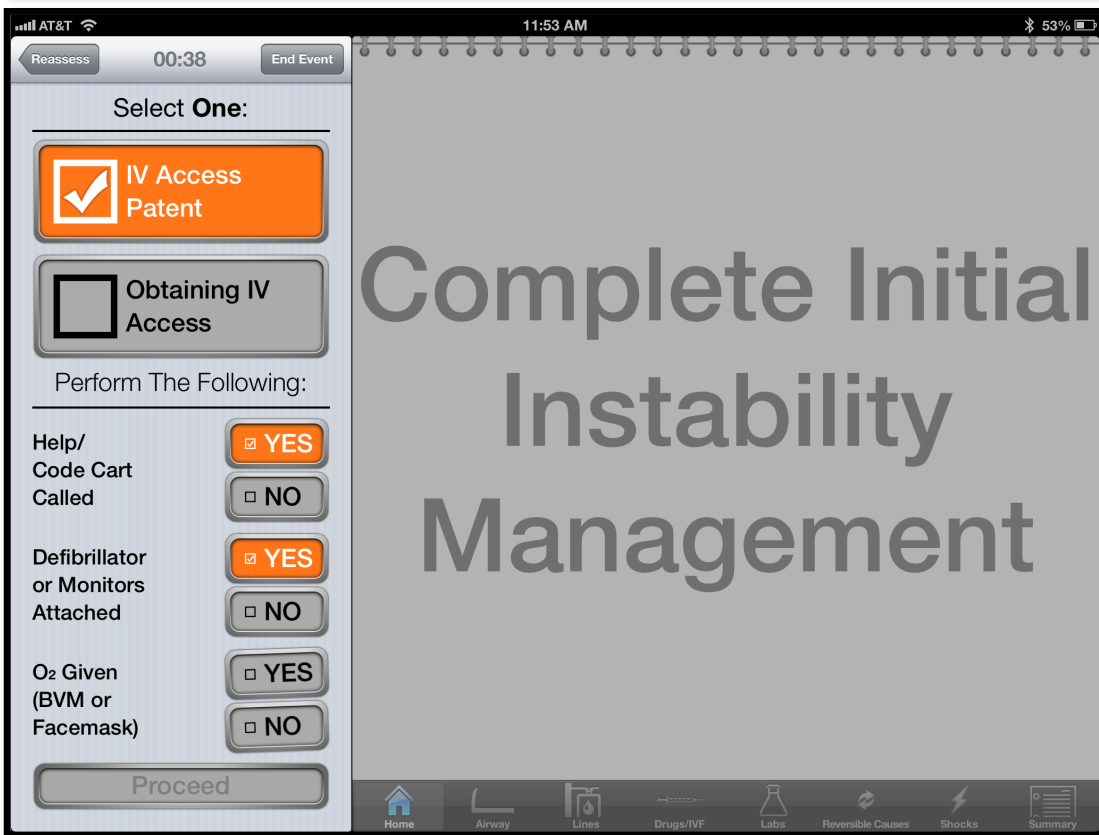 AT&T
11:53 AM
53%
Reassess
00:38
End Event
Select One:
IV Access
Patent
Obtaining IV
Access
Perform The Following:
Help/
Code Cart
Called
YES
NO
Defibrillator
or Monitors
Attached
YES
NO
O₂ Given
(BVM or
Facemask)
YES
NO
Proceed
Complete Initial
Instability
Management
Home
Airway
Lines
Drugs/IVF
Labs
Reversible Causes
Shocks
Summary